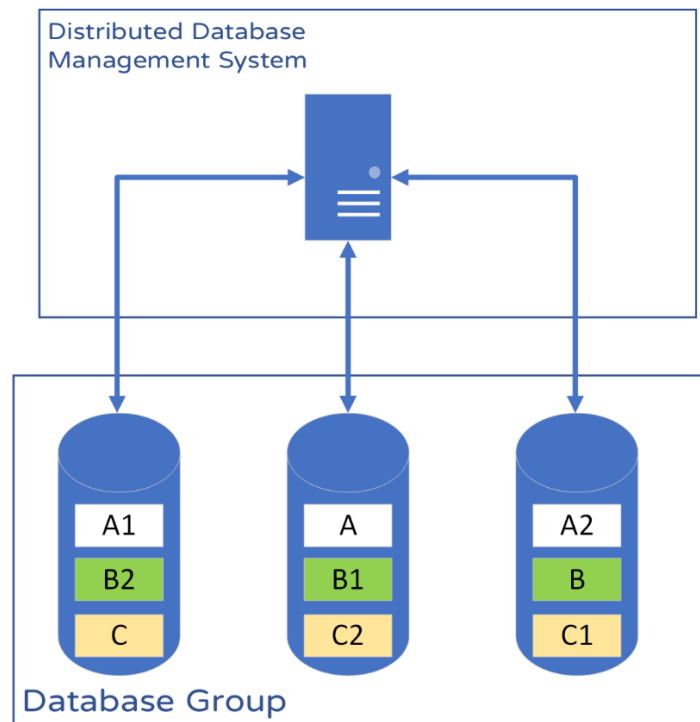 Distributed Database
Management System
A1
A
A2
B2
B1
B
C
C2
C1
Database Group